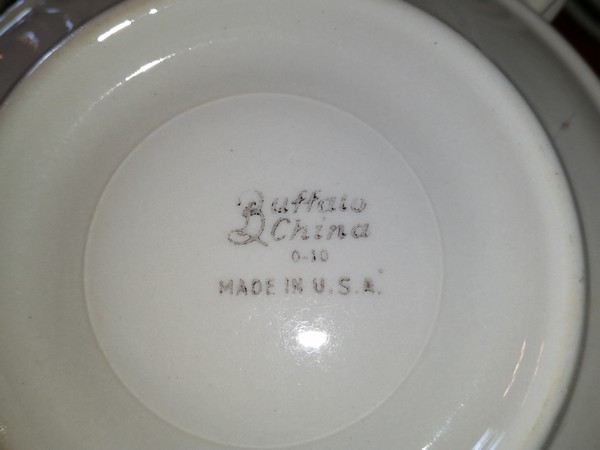 Buffalo
China
0-10
MADE IN U.S.A.